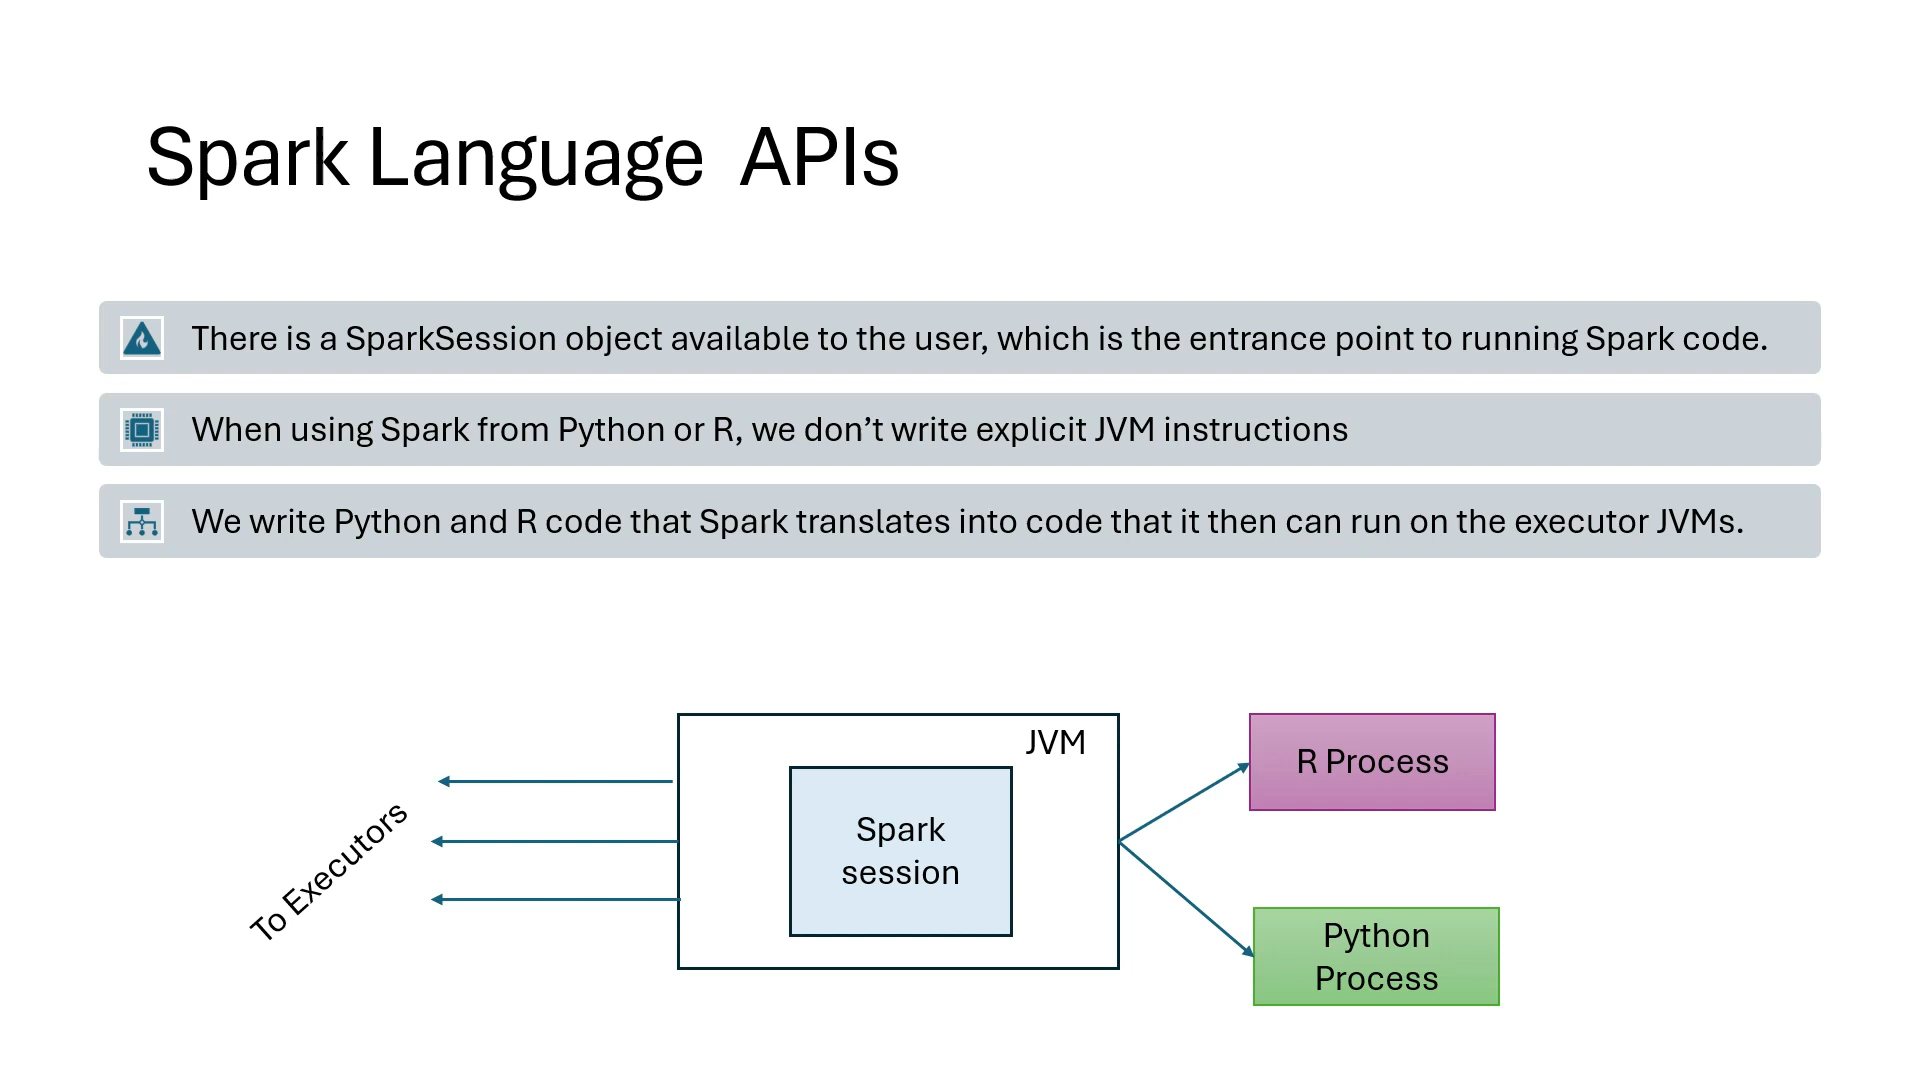 Spark Language  APIs
There is a SparkSession object available to the user, which is the entrance point to running Spark code.
When using Spark from Python or R, we don’t write explicit JVM instructions
We write Python and R code that Spark translates into code that it then can run on the executor JVMs.
JVM
R Process
Spark
session
To Executors
Python
Process